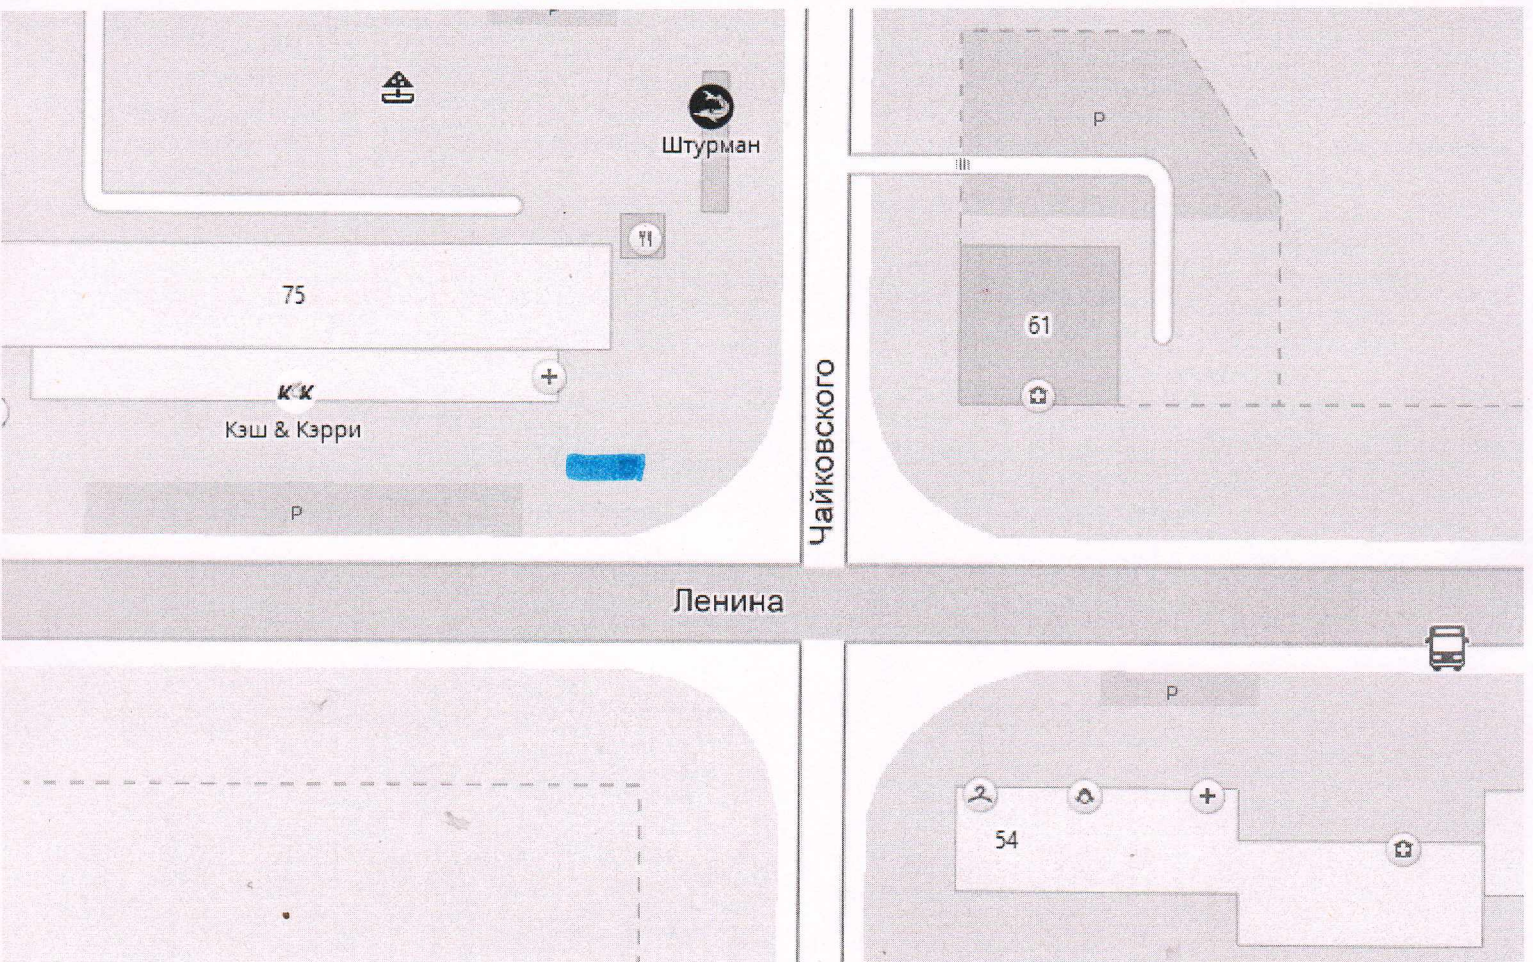 Р
Штурман
Р
75
61
КК
Кэш & Кэрри
Чайковского
Р
Ленина
Р
54